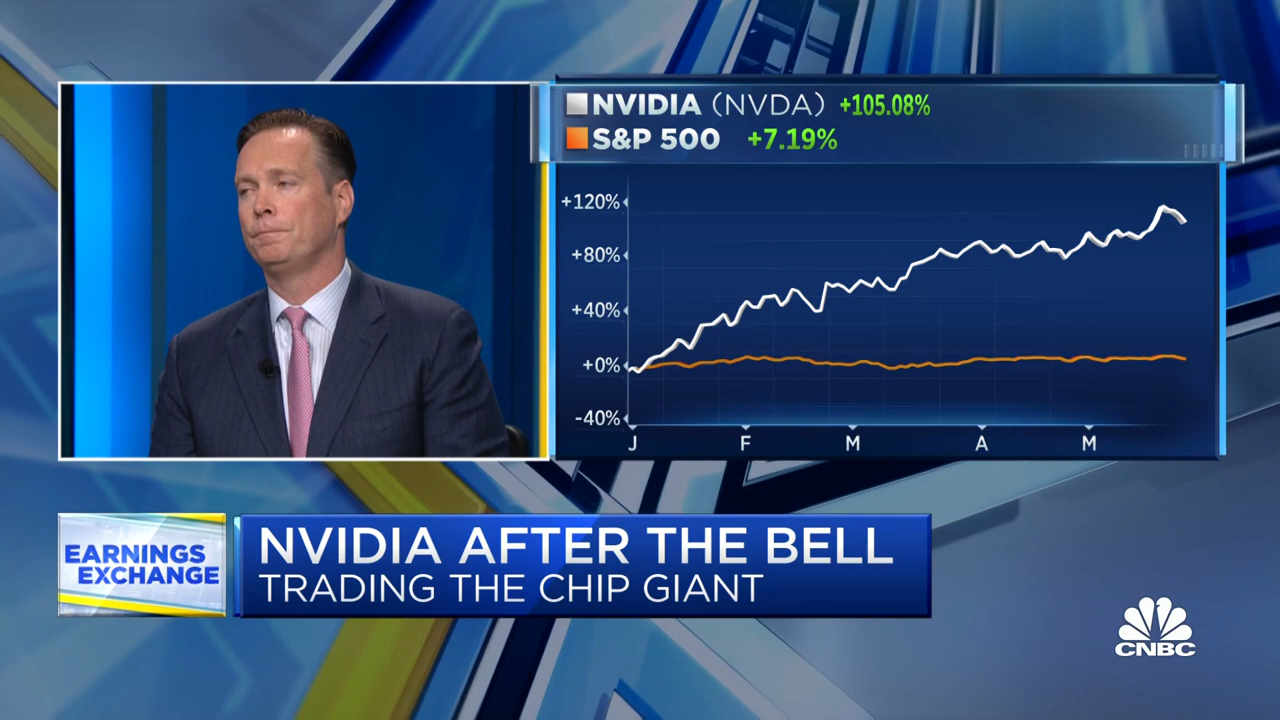 NVIDIA (NVDA) +105.08%
S&P 500 +7.19%
+120%
+80%
+40%
+0%
-40%
J F M A M
EARNINGS
EXCHANGE
NVIDIA AFTER THE BELL
TRADING THE CHIP GIANT
CNBC